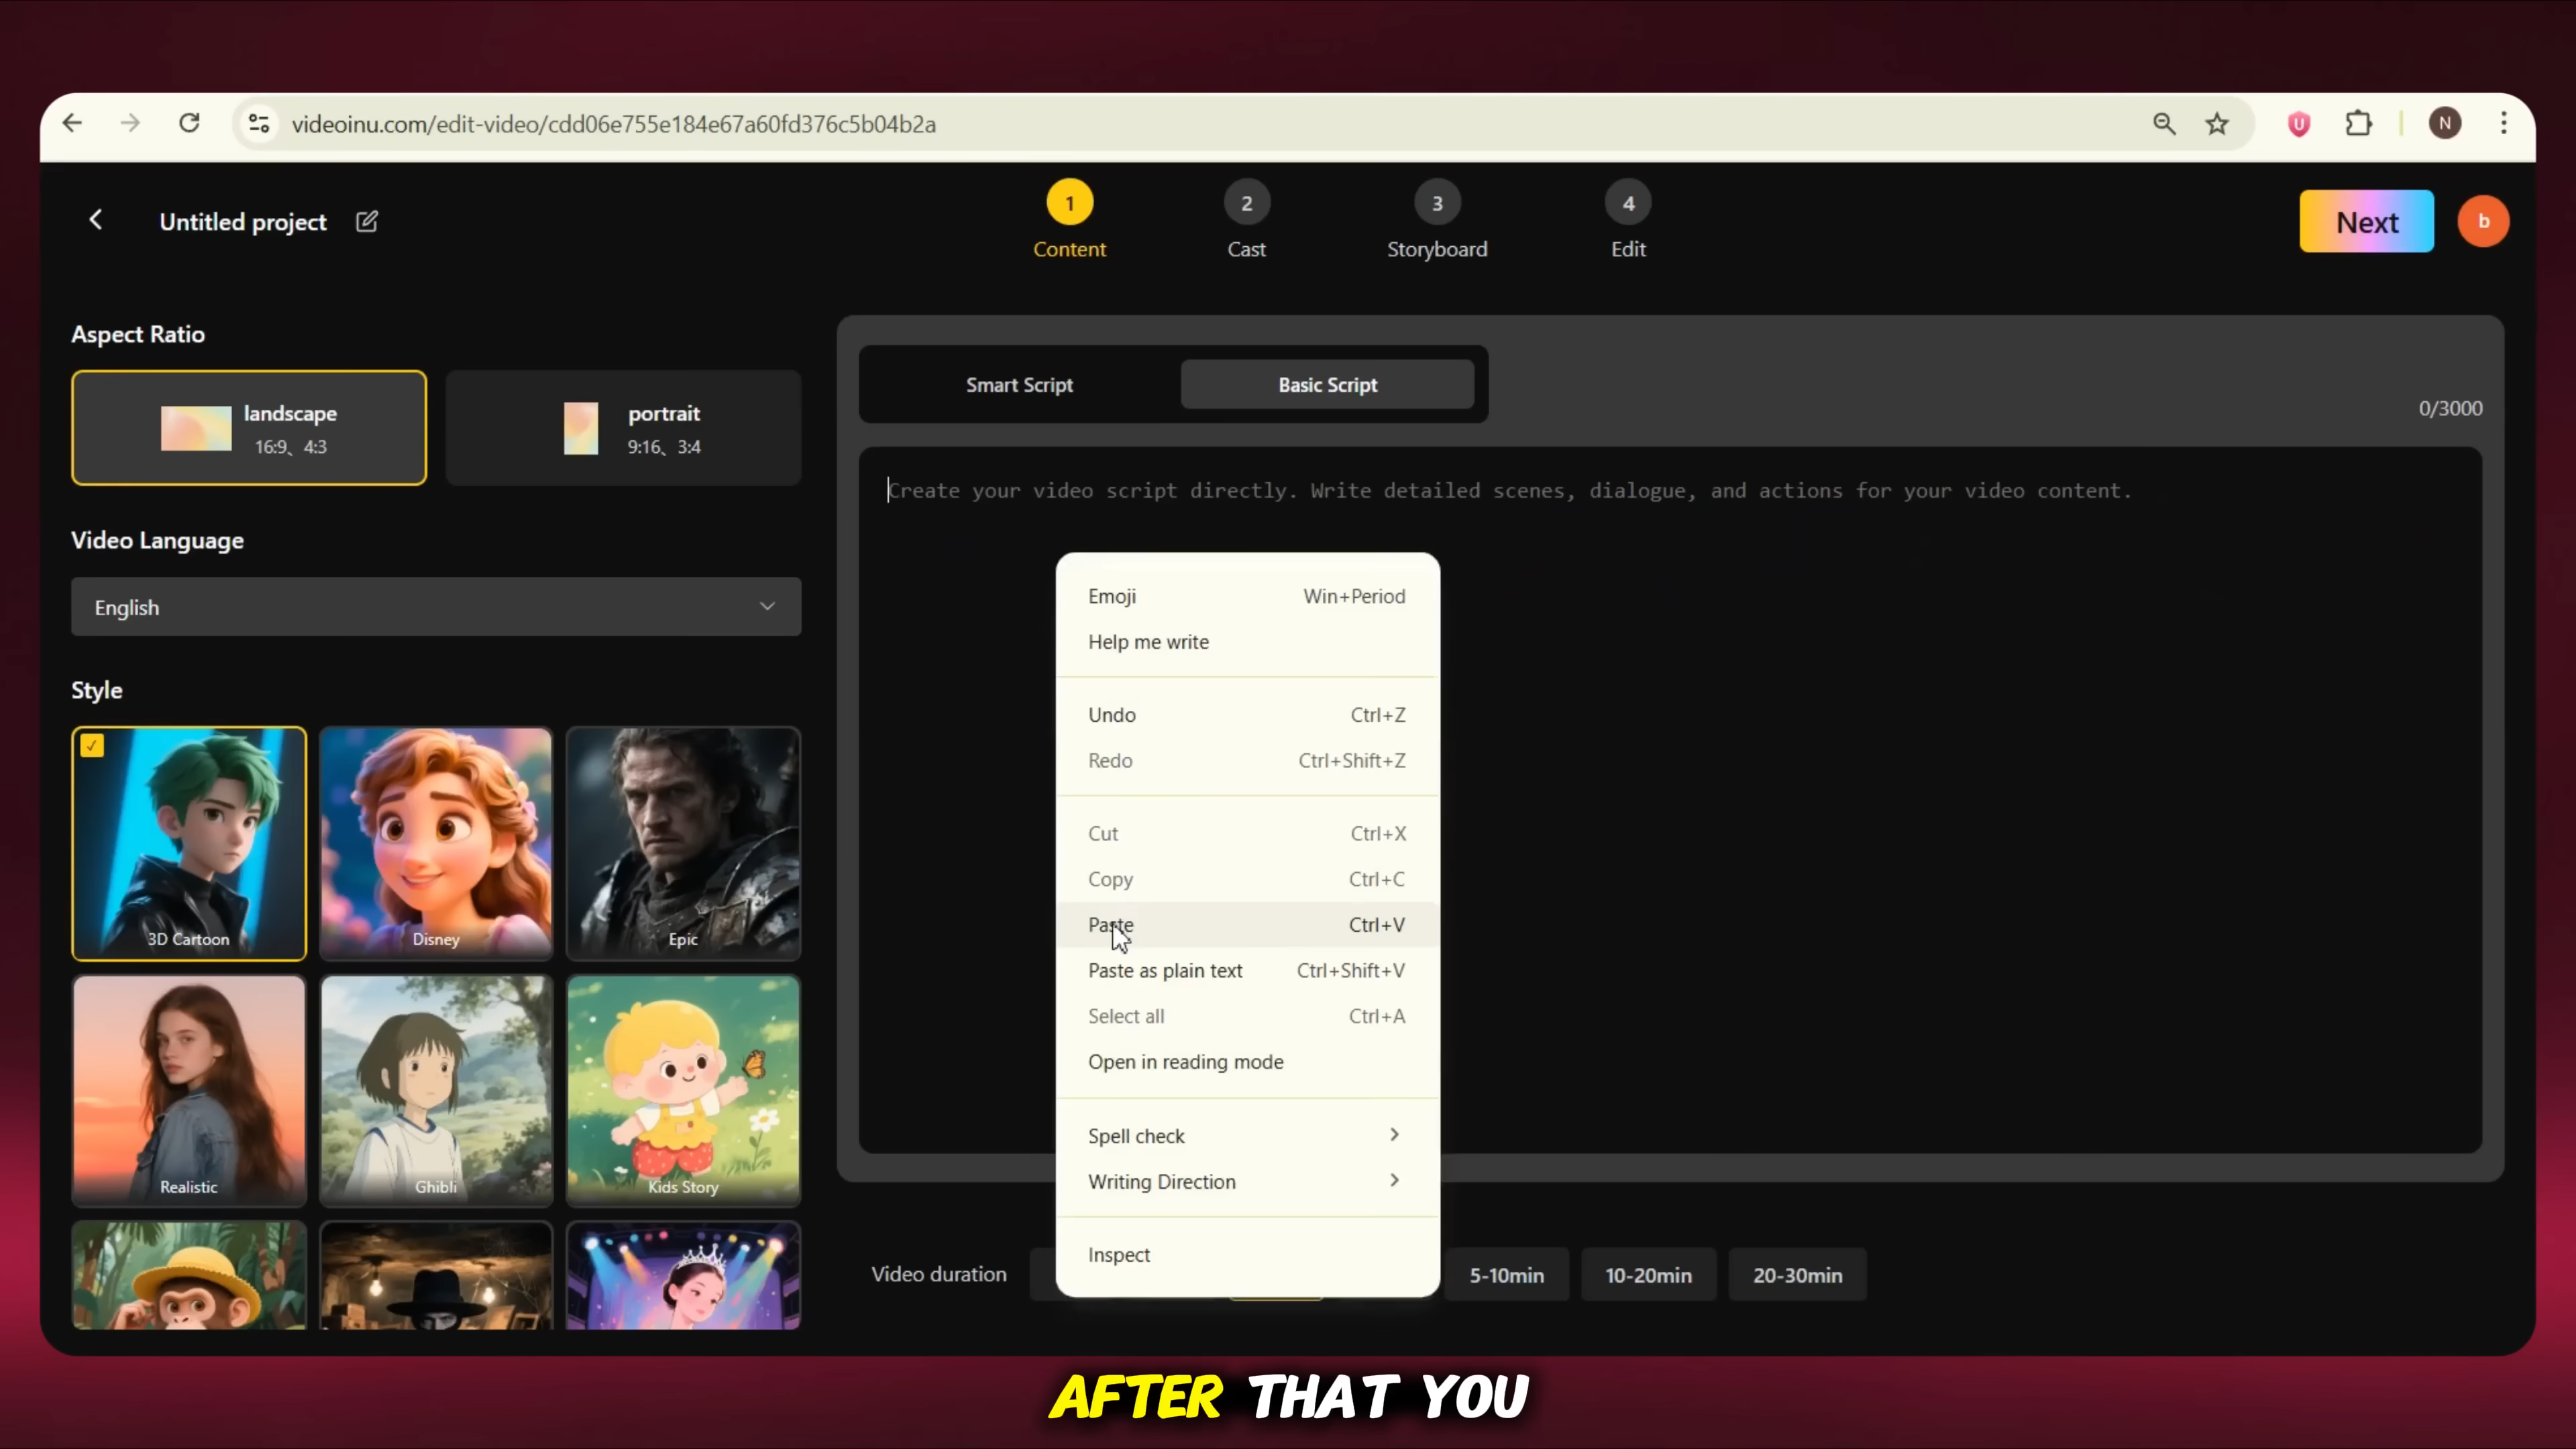 videoinu.com/edit-video/cdd06e755e184e67a60fd376c5b04b2a
U
N
Untitled project
1
Content
2
Cast
3
Storyboard
4
Edit
Next
b
Aspect Ratio
landscape
16:9、4:3
portrait
9:16、3:4
Video Language
English
Style
3D Cartoon
Disney
Epic
Realistic
Ghibli
Kids Story
Smart Script
Basic Script
0/3000
Create your video script directly. Write detailed scenes, dialogue, and actions for your video content.
Emoji Win+Period
Help me write
Undo Ctrl+Z
Redo Ctrl+Shift+Z
Cut Ctrl+X
Copy Ctrl+C
Paste Ctrl+V
Paste as plain text Ctrl+Shift+V
Select all Ctrl+A
Open in reading mode
Spell check
Writing Direction
Inspect
Video duration
5-10min
10-20min
20-30min
AFTER THAT YOU